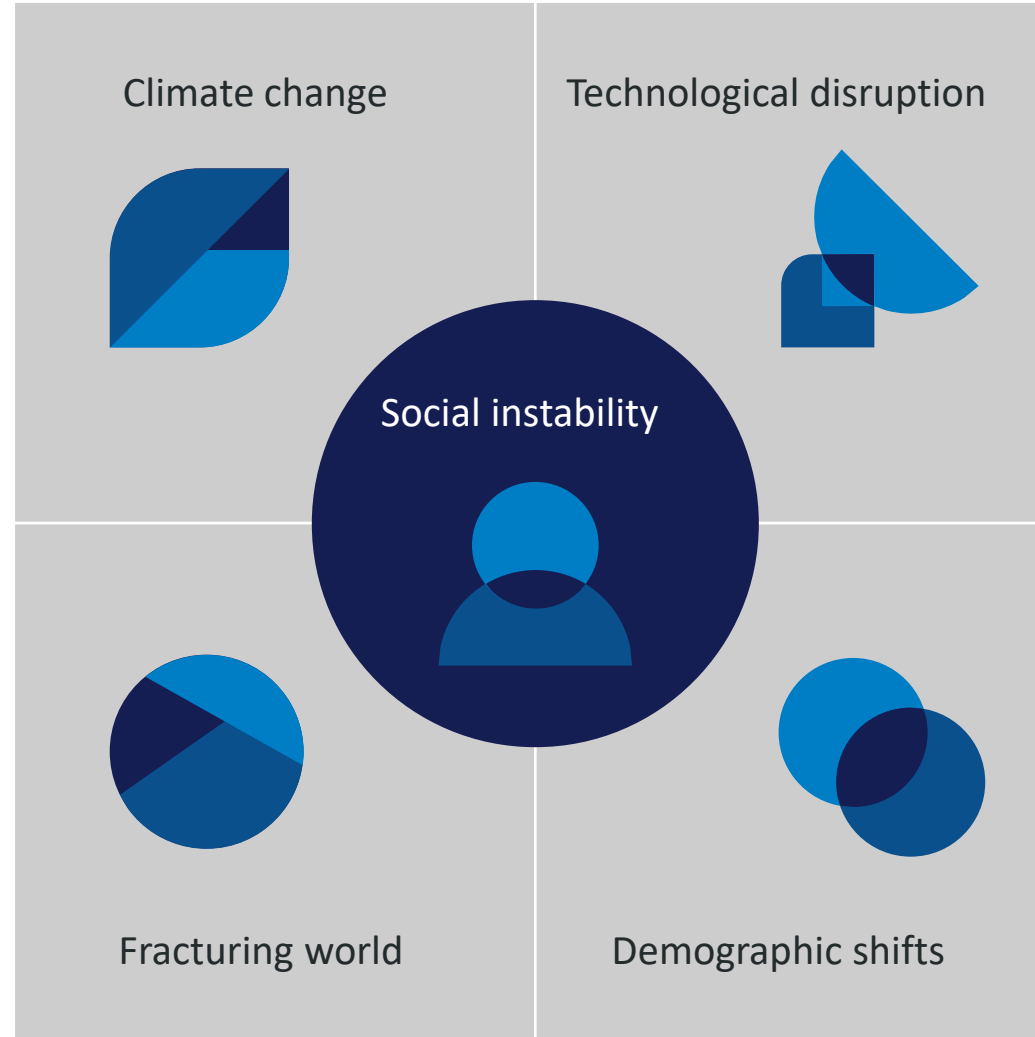 Climate change
Technological disruption
Social instability
Fracturing world
Demographic shifts